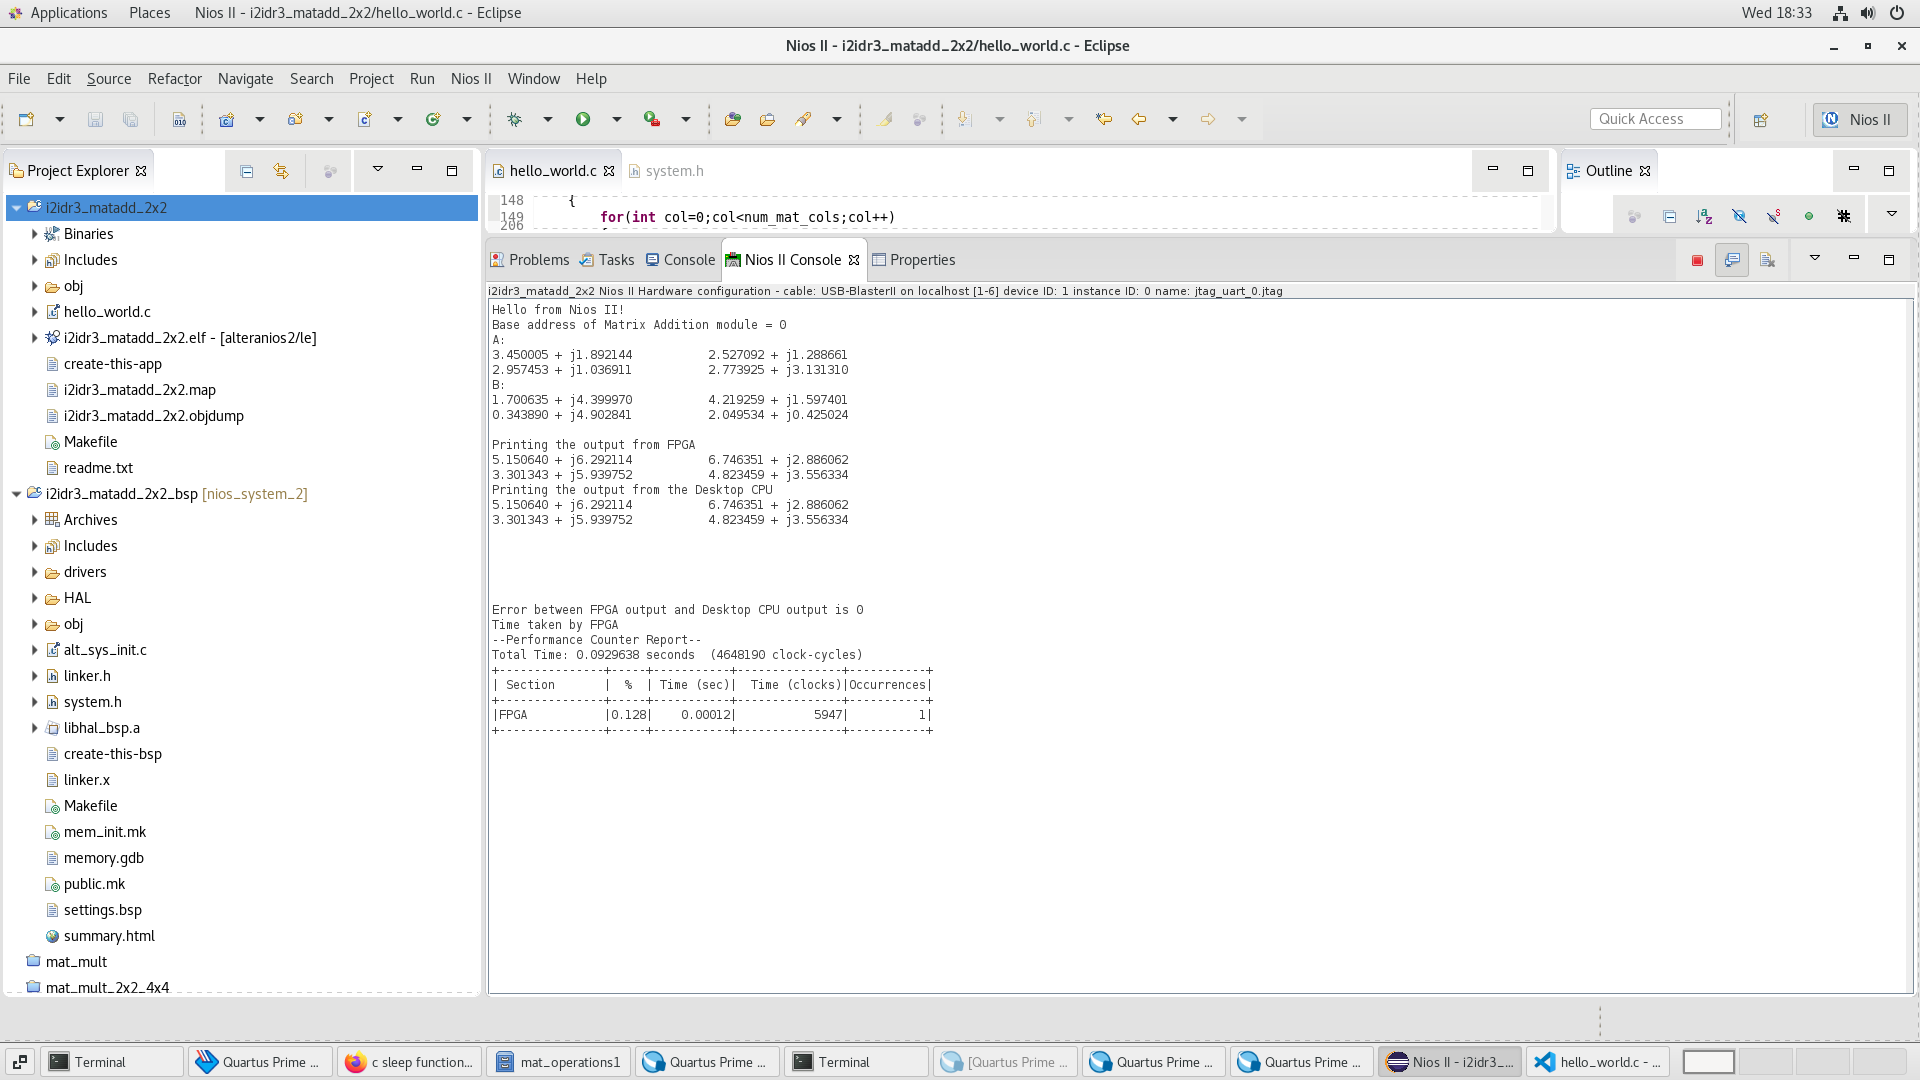 Applications Places Nios II - i2idr3_matadd_2x2/hello_world.c - Eclipse Wed 18:33
Nios II - i2idr3_matadd_2x2/hello_world.c - Eclipse
File Edit Source Refactor Navigate Search Project Run Nios II Window Help
Quick Access Nios II
Project Explorer
i2idr3_matadd_2x2
Binaries
Includes
obj
hello_world.c
i2idr3_matadd_2x2.elf - [alteranios2/le]
create-this-app
i2idr3_matadd_2x2.map
i2idr3_matadd_2x2.objdump
Makefile
readme.txt
i2idr3_matadd_2x2_bsp [nios_system_2]
Archives
Includes
drivers
HAL
obj
alt_sys_init.c
linker.h
system.h
libhal_bsp.a
create-this-bsp
linker.x
Makefile
mem_init.mk
memory.gdb
public.mk
settings.bsp
summary.html
mat_mult
mat_mult_2x2_4x4
hello_world.c system.h
148 {
149 for(int col=0;col<num_mat_cols;col++)
206
Outline
Problems Tasks Console Nios II Console Properties
i2idr3_matadd_2x2 Nios II Hardware configuration - cable: USB-BlasterII on localhost [1-6] device ID: 1 instance ID: 0 name: jtag_uart_0.jtag
Hello from Nios II!
Base address of Matrix Addition module = 0
A:
3.450005 + j1.892144 2.527092 + j1.288661
2.957453 + j1.036911 2.773925 + j3.131310
B:
1.700635 + j4.399970 4.219259 + j1.597401
0.343890 + j4.902841 2.049534 + j0.425024
Printing the output from FPGA
5.150640 + j6.292114 6.746351 + j2.886062
3.301343 + j5.939752 4.823459 + j3.556334
Printing the output from the Desktop CPU
5.150640 + j6.292114 6.746351 + j2.886062
3.301343 + j5.939752 4.823459 + j3.556334
Error between FPGA output and Desktop CPU output is 0
Time taken by FPGA
--Performance Counter Report--
Total Time: 0.0929638 seconds (4648190 clock-cycles)
+---------------+-----+-----------+---------------+-----------+
| Section | % | Time (sec)| Time (clocks)|Occurrences|
+---------------+-----+-----------+---------------+-----------+
|FPGA |0.128| 0.00012| 5947| 1|
+---------------+-----+-----------+---------------+-----------+
Terminal Quartus Prime ... c sleep function... mat_operations1 Quartus Prime ... Terminal [Quartus Prime ... Quartus Prime ... Quartus Prime ... Nios II - i2idr3_... hello_world.c - ...